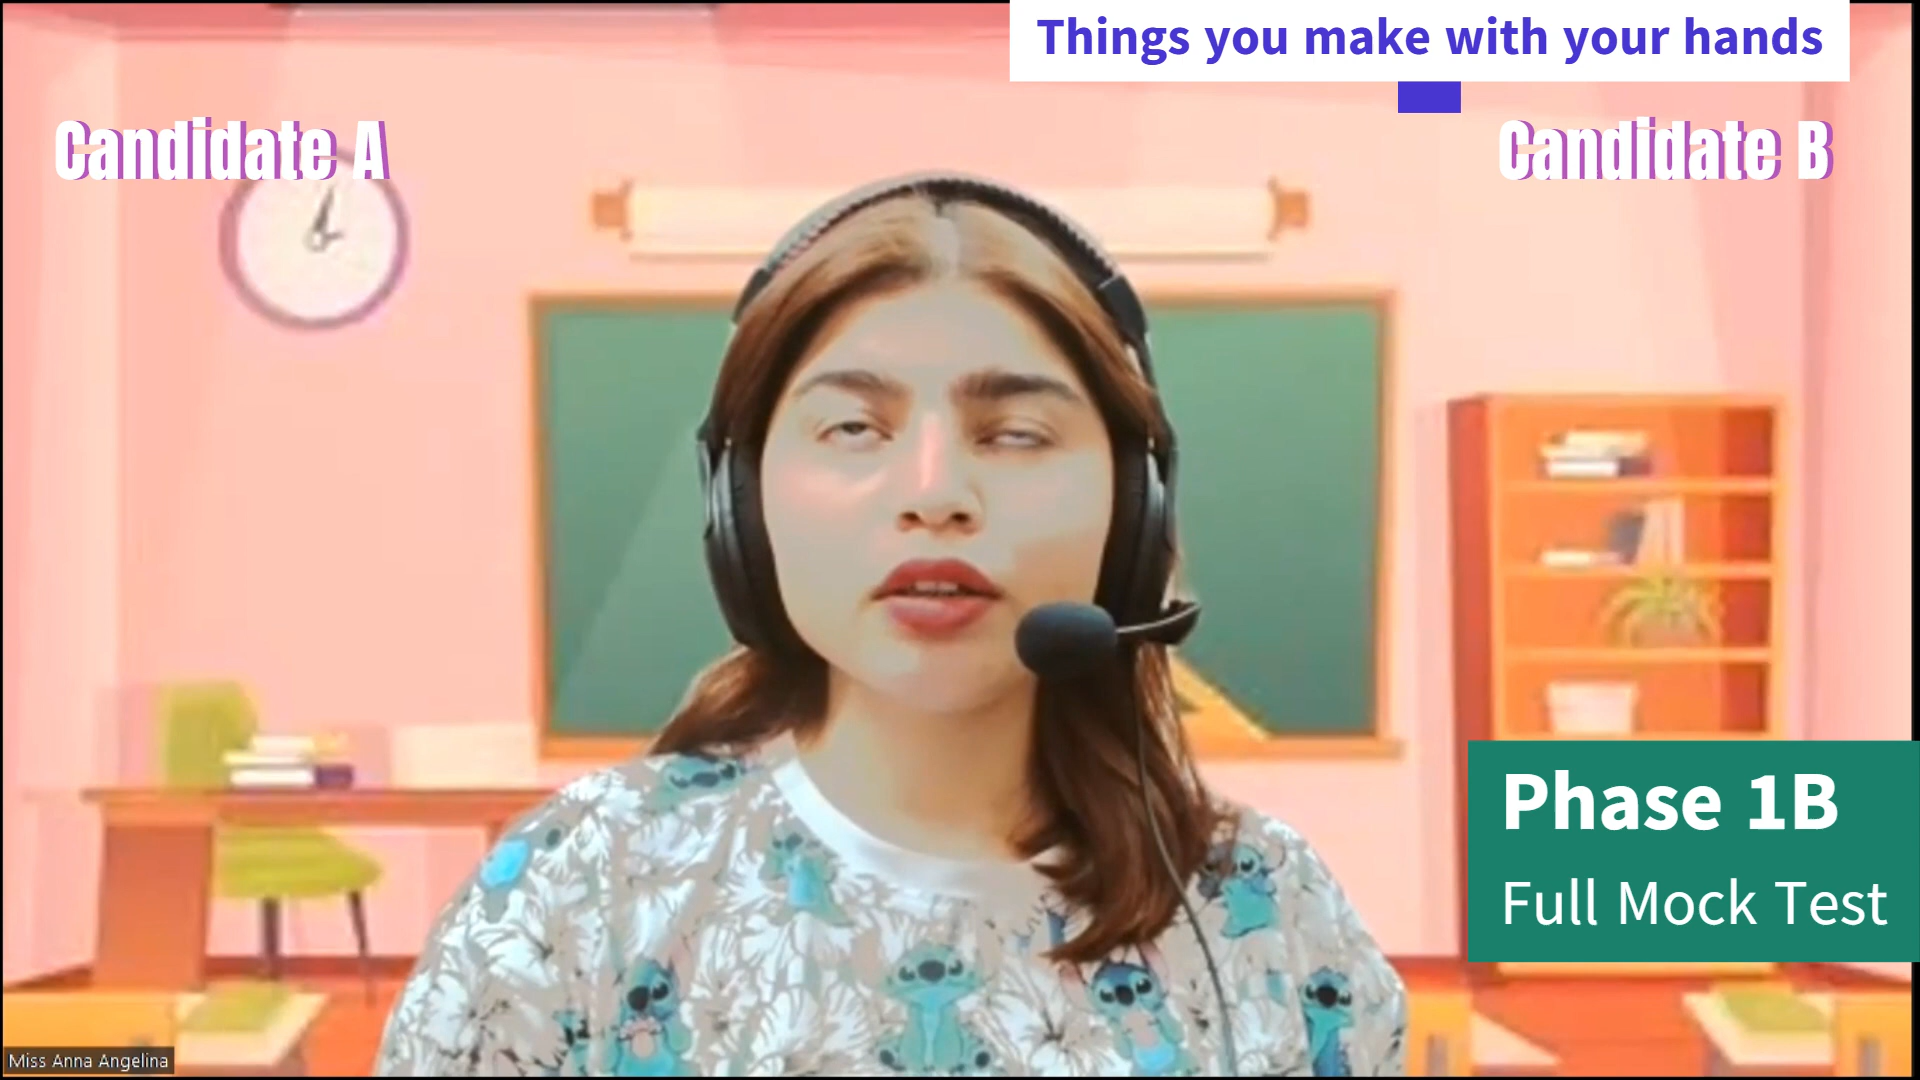 Things you make with your hands
Candidate A
Candidate B
Phase 1B
Full Mock Test
Miss Anna Angelina